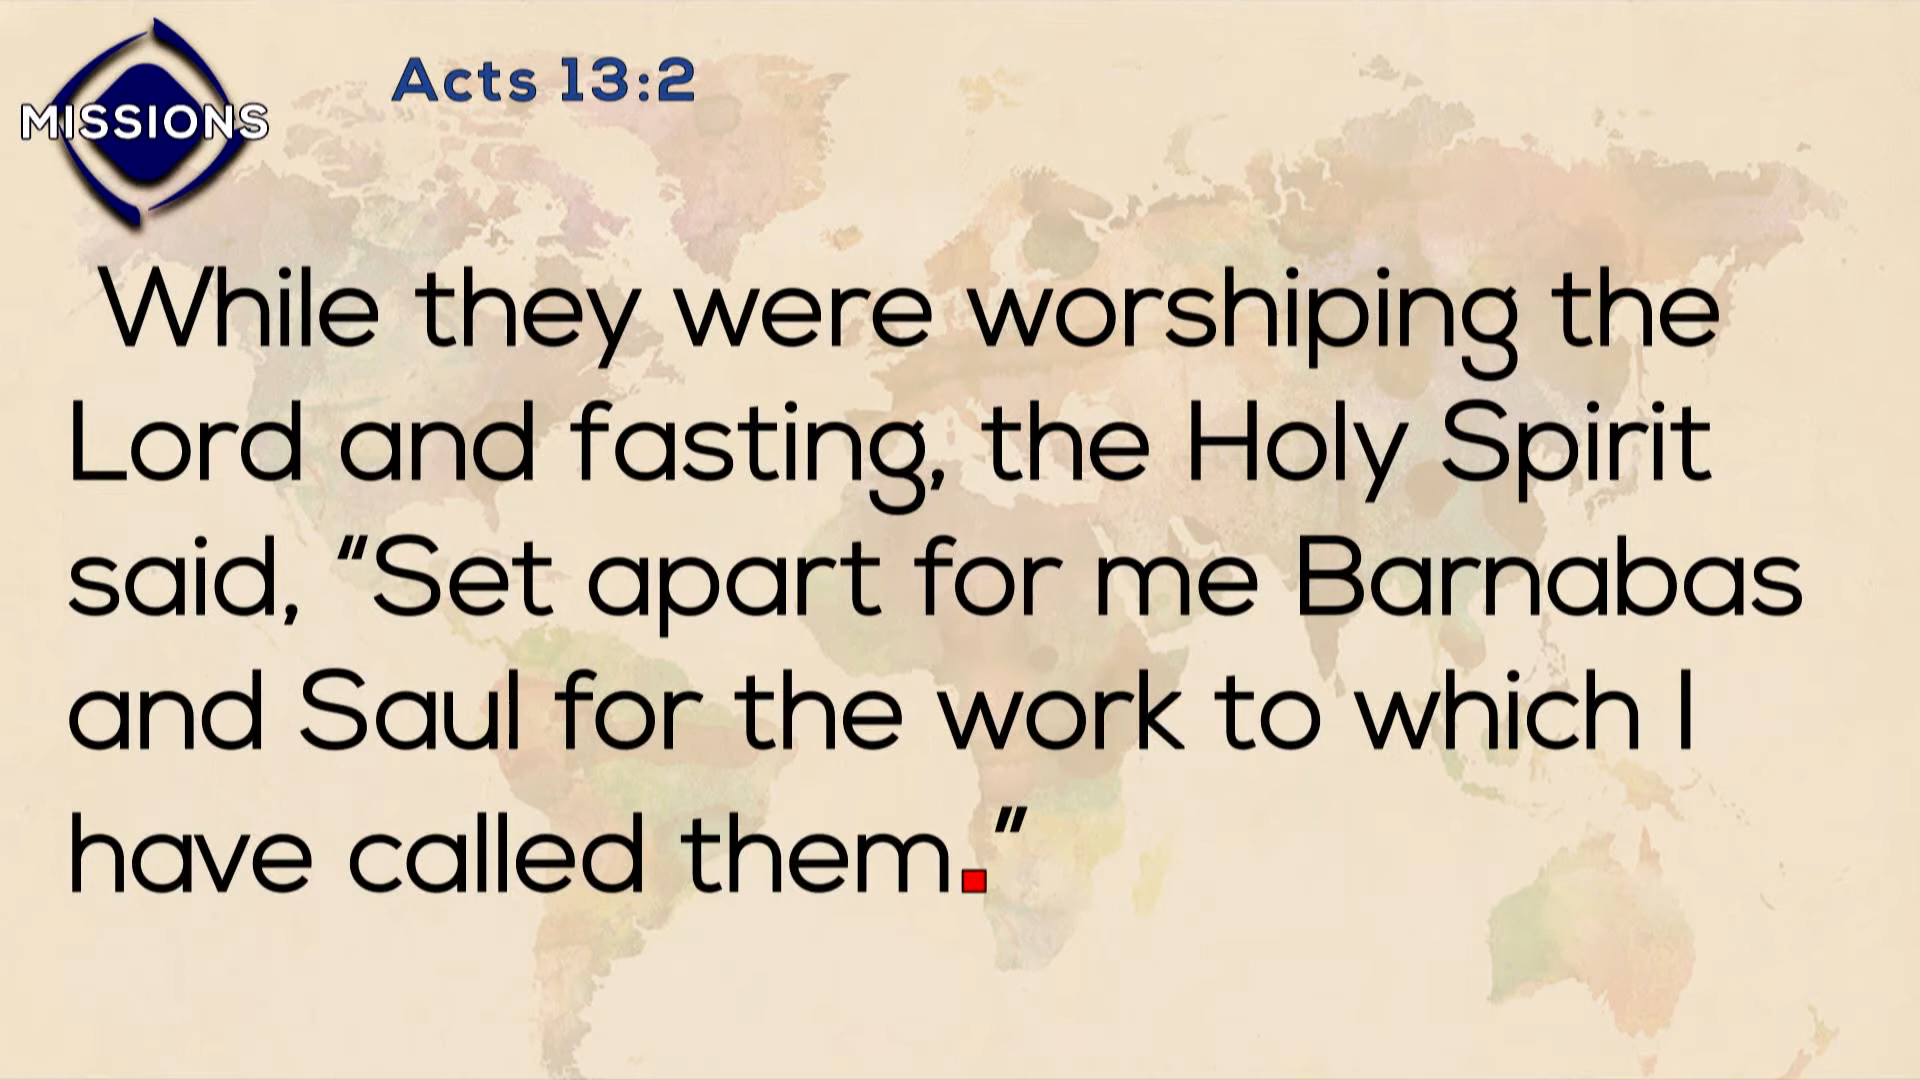 MISSIONS
Acts 13:2
While they were worshiping the
Lord and fasting, the Holy Spirit
said, “Set apart for me Barnabas
and Saul for the work to which I
have called them.”